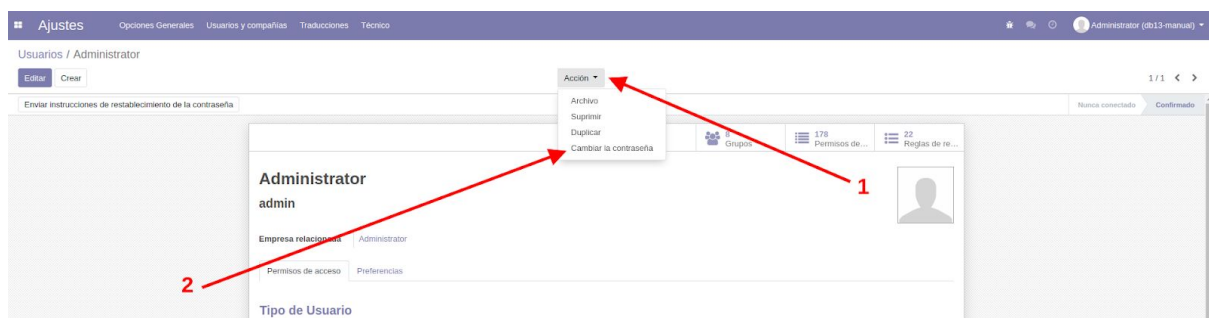 Ajustes Opciones Generales Usuarios y compañías Traducciones Técnico Administrator (db13-manual)
Usuarios / Administrator
Editar Crear Acción 1 / 1
Enviar instrucciones de restablecimiento de la contraseña Nunca conectado Confirmado
Archivo
Suprimir
Duplicar
Cambiar la contraseña
8 Grupos
178 Permisos de...
22 Reglas de re...
1
Administrator
admin
Empresa relacionada Administrator
Permisos de acceso Preferencias
2
Tipo de Usuario